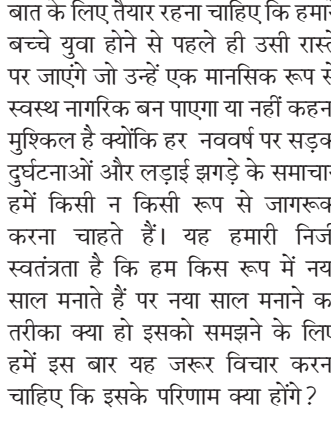 बात के लिए तैयार रहना चाहिए कि हमारे
बच्चे युवा होने से पहले ही उसी रास्ते
पर जाएंगे जो उन्हें एक मानसिक रूप से
स्वस्थ नागरिक बन पाएगा या नहीं कहना
मुश्किल है क्योंकि हर नववर्ष पर सड़क
दुर्घटनाओं और लड़ाई झगड़े के समाचार
हमें किसी न किसी रूप से जागरूक
करना चाहते हैं। यह हमारी निजी
स्वतंत्रता है कि हम किस रूप में नया
साल मनाते हैं पर नया साल मनाने का
तरीका क्या हो इसको समझने के लिए
हमें इस बार यह जरूर विचार करना
चाहिए कि इसके परिणाम क्या होंगे?